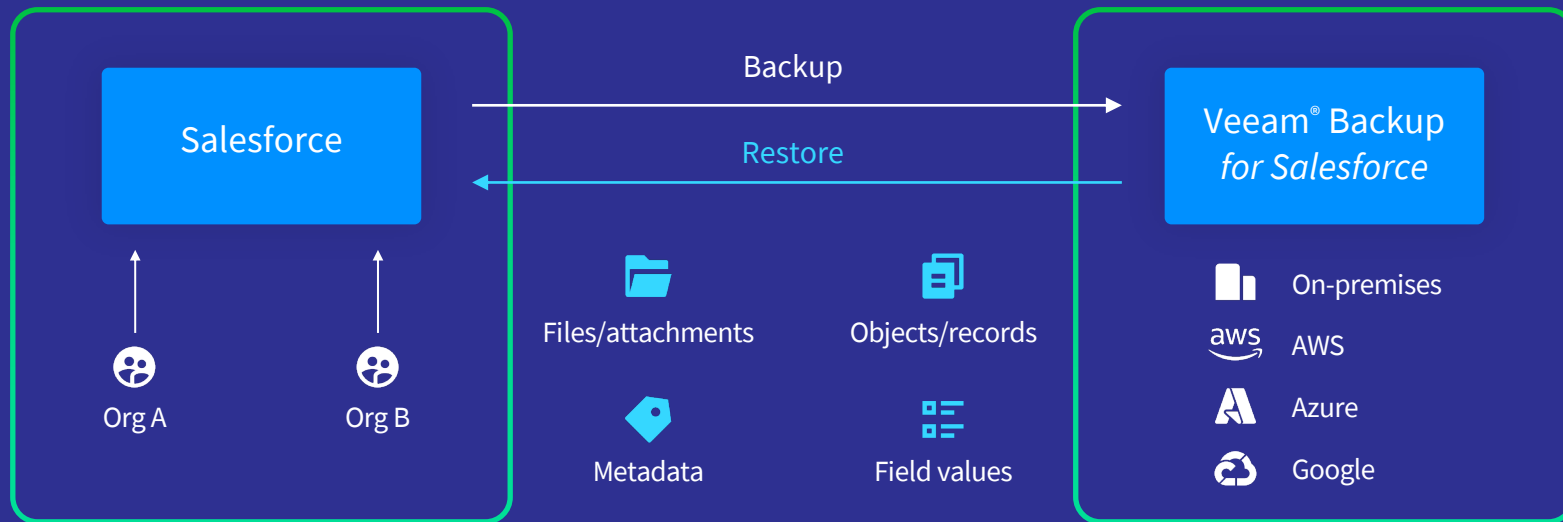 Backup
Salesforce
Veeam® Backup
for Salesforce
Restore
Files/attachments
Objects/records
On-premises
aws
AWS
Org A
Org B
Azure
Metadata
Field values
Google